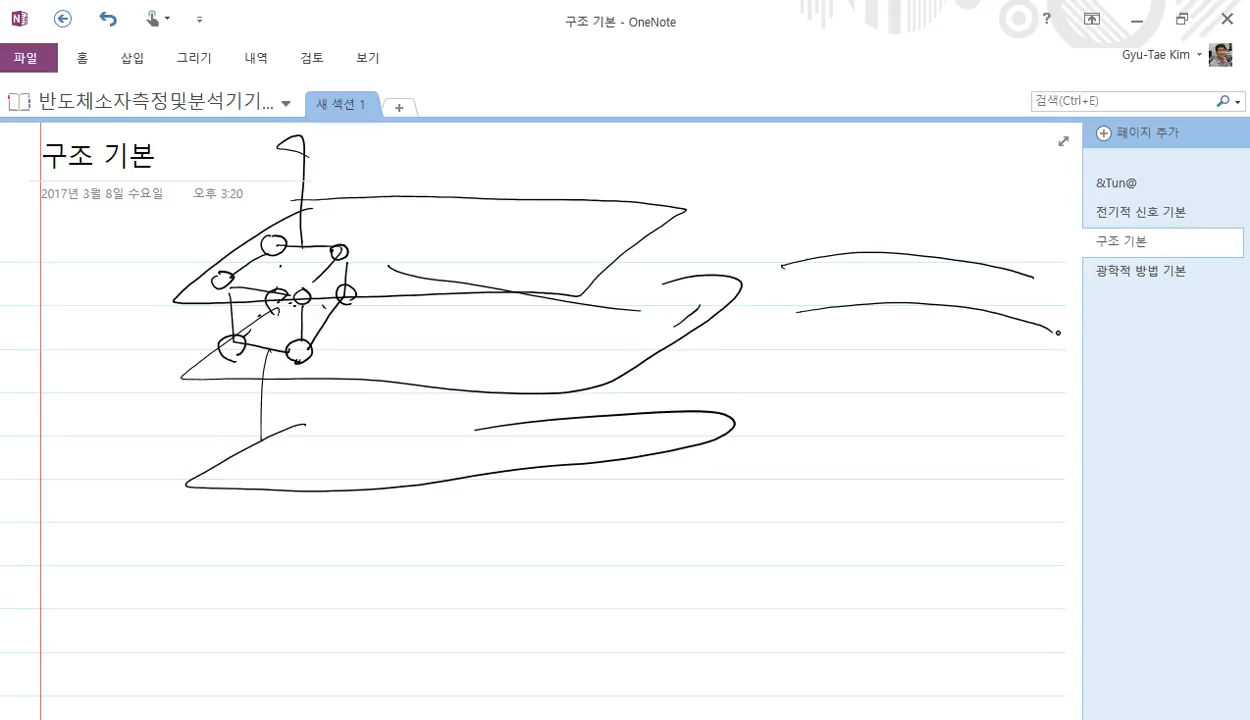 구조 기본 - OneNote
?
파일 홈 삽입 그리기 내역 검토 보기
Gyu-Tae Kim
반도체소자측정및분석기기...
새 섹션 1
+
검색(Ctrl+E)
구조 기본
2017년 3월 8일 수요일 오후 3:20
페이지 추가
&Tun@
전기적 신호 기본
구조 기본
광학적 방법 기본